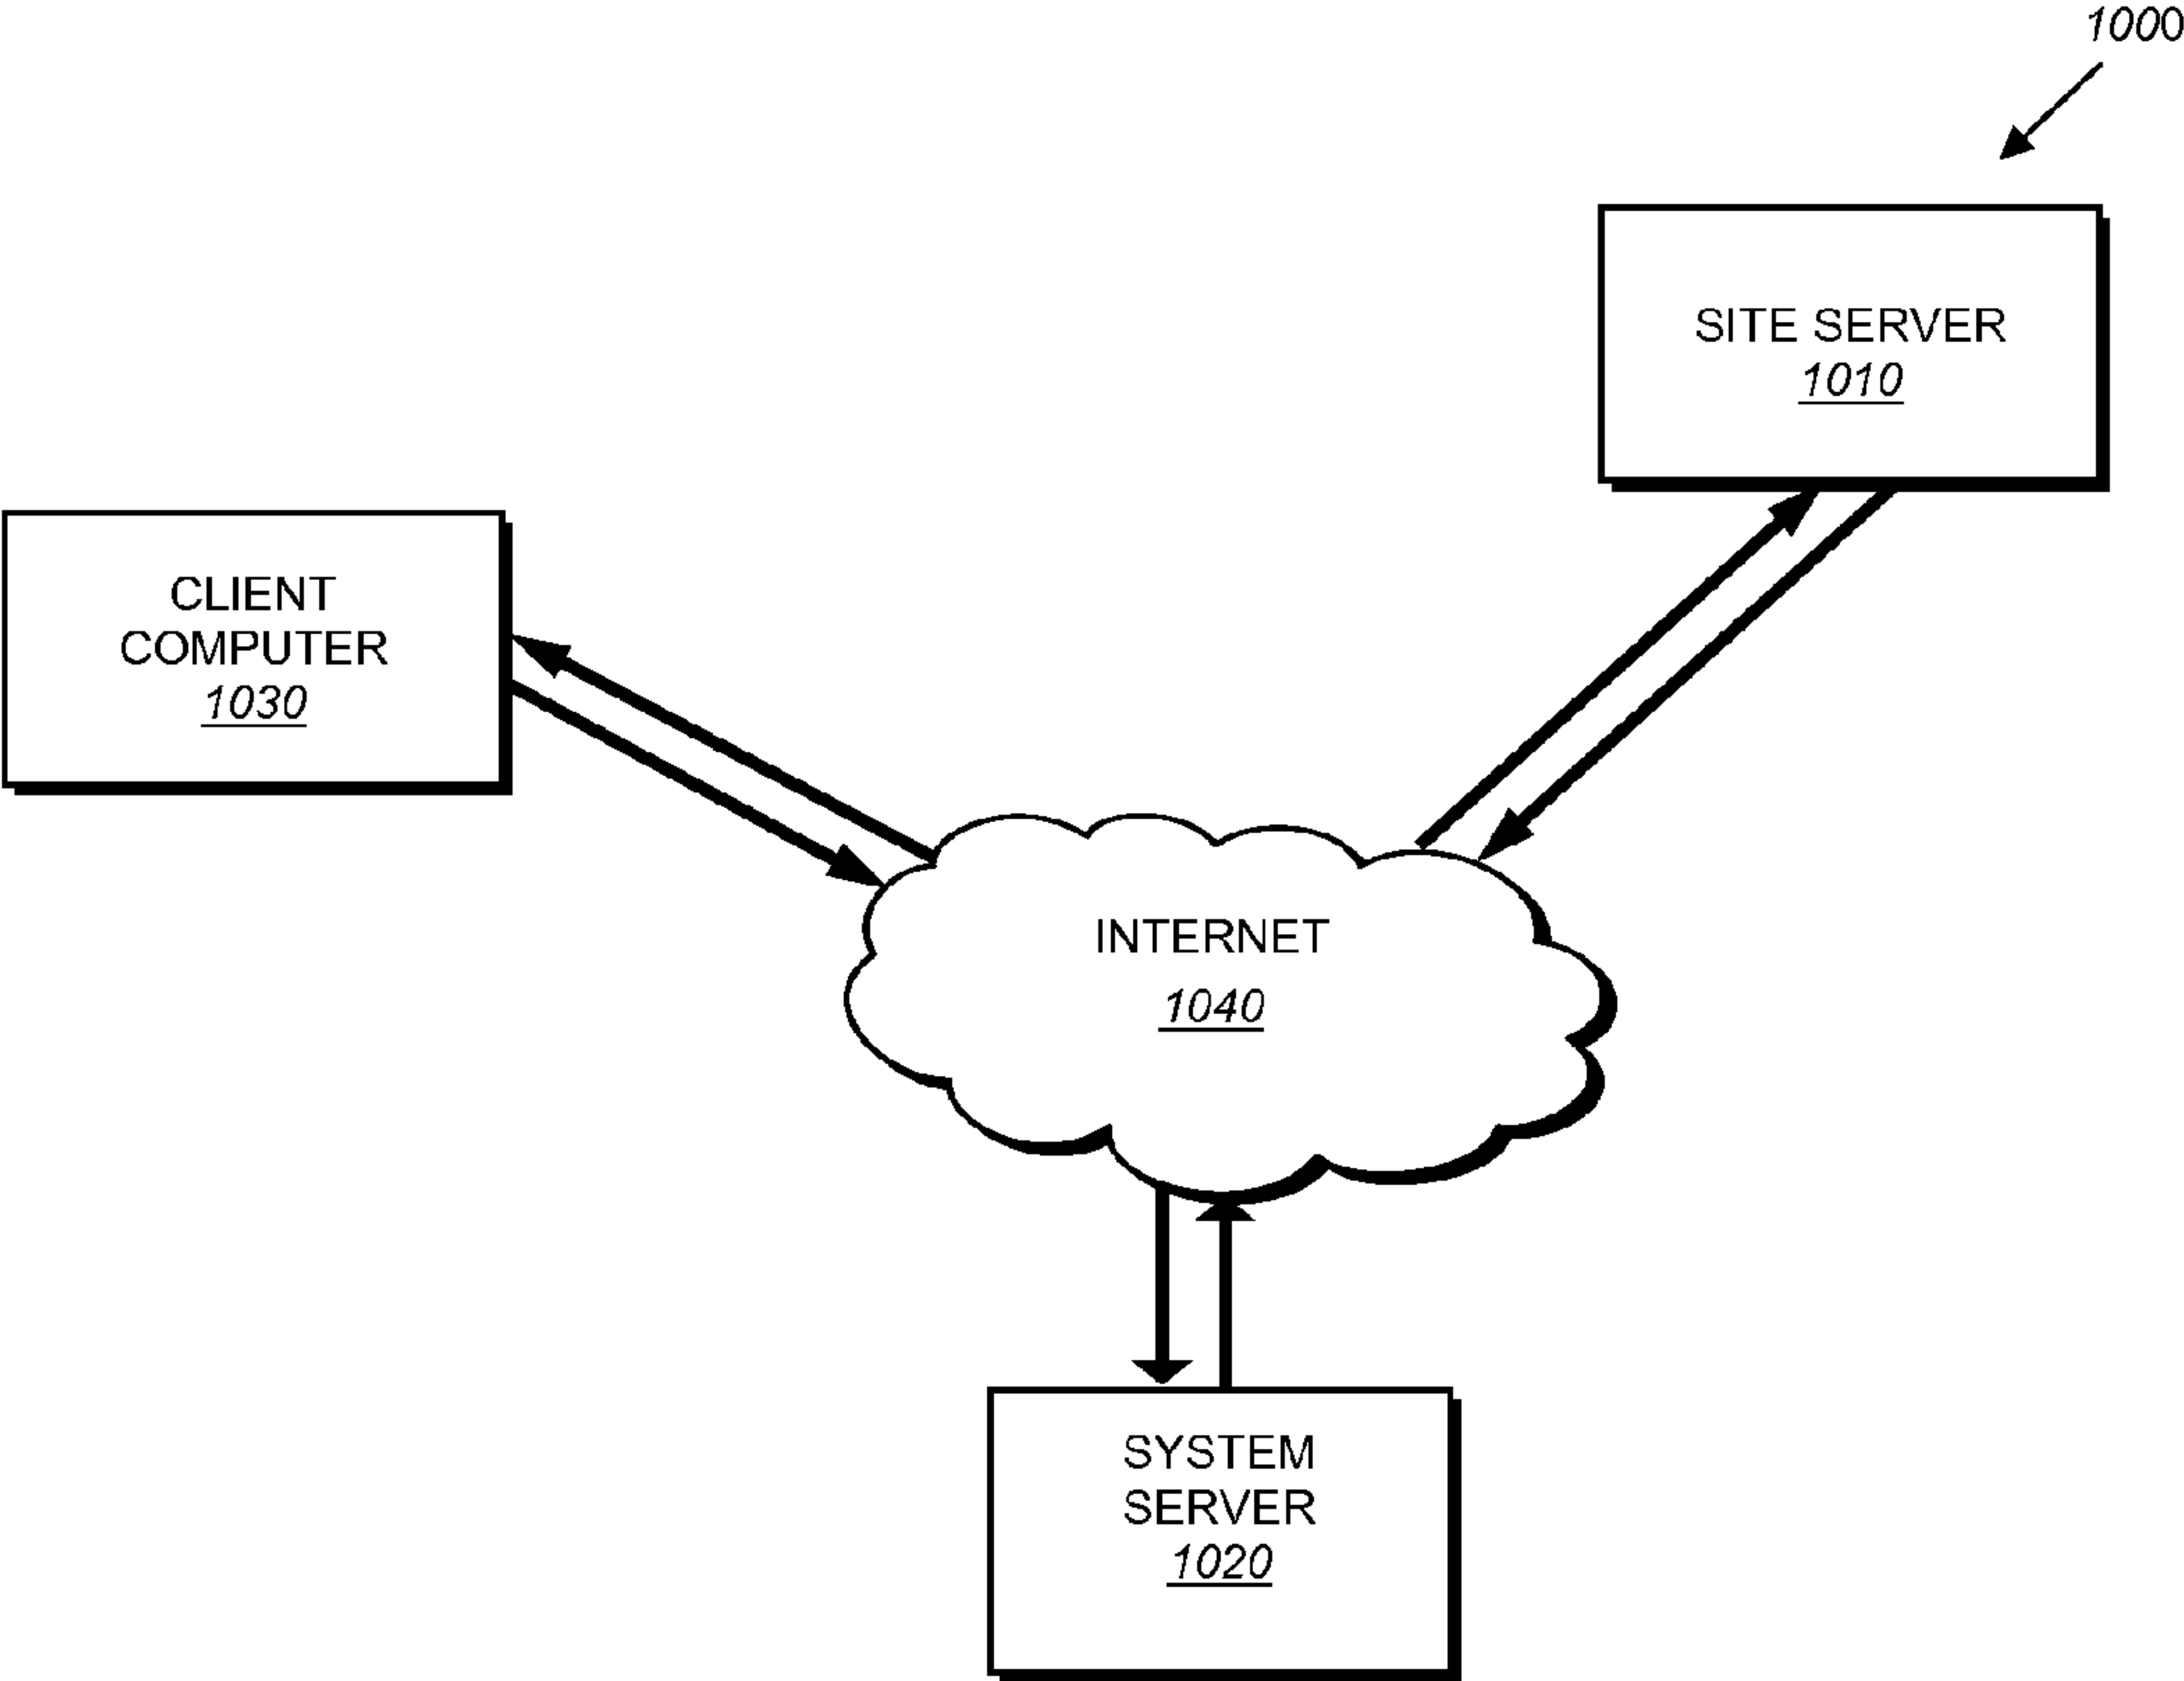 1000
SITE SERVER
1010
CLIENT
COMPUTER
1030
INTERNET
1040
SYSTEM
SERVER
1020